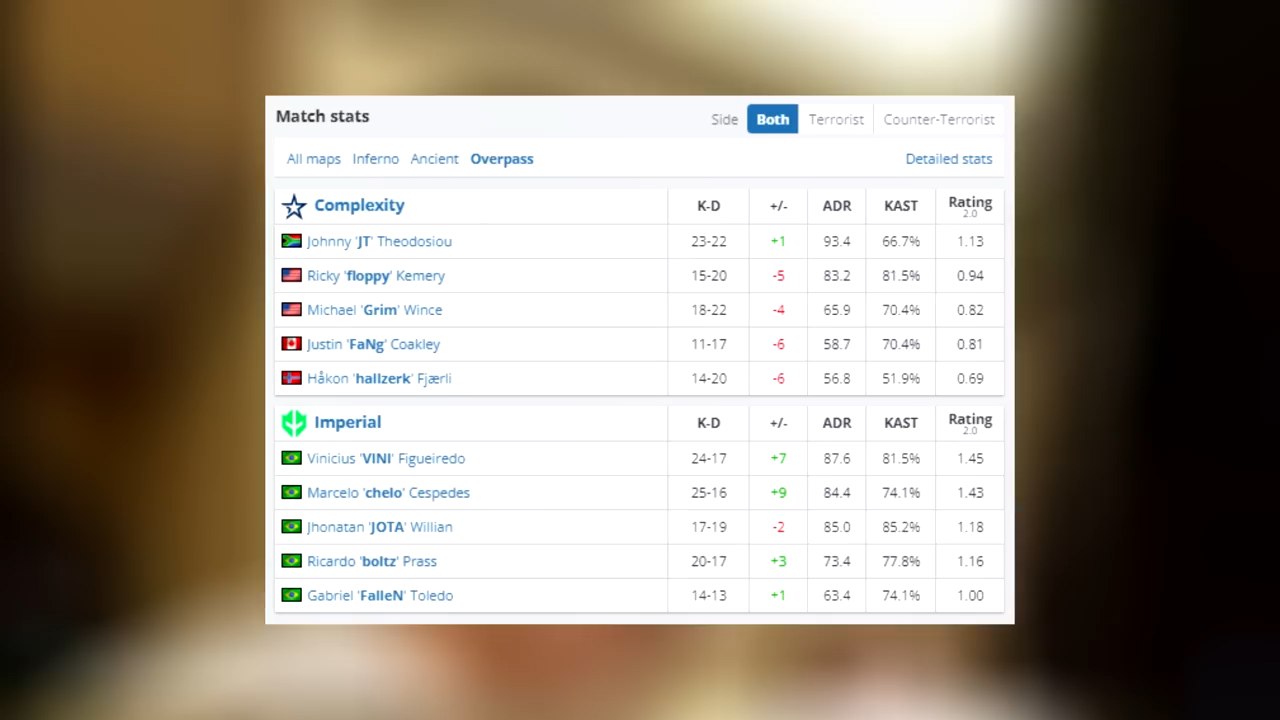 Match stats Side Both Terrorist Counter-Terrorist
All maps Inferno Ancient Overpass Detailed stats
Complexity K-D +/- ADR KAST Rating 2.0
Johnny 'JT' Theodosiou 23-22 +1 93.4 66.7% 1.13
Ricky 'floppy' Kemery 15-20 -5 83.2 81.5% 0.94
Michael 'Grim' Wince 18-22 -4 65.9 70.4% 0.82
Justin 'FaNg' Coakley 11-17 -6 58.7 70.4% 0.81
Håkon 'hallzerk' Fjærli 14-20 -6 56.8 51.9% 0.69
Imperial K-D +/- ADR KAST Rating 2.0
Vinicius 'VINI' Figueiredo 24-17 +7 87.6 81.5% 1.45
Marcelo 'chelo' Cespedes 25-16 +9 84.4 74.1% 1.43
Jhonatan 'JOTA' Willian 17-19 -2 85.0 85.2% 1.18
Ricardo 'boltz' Prass 20-17 +3 73.4 77.8% 1.16
Gabriel 'FalleN' Toledo 14-13 +1 63.4 74.1% 1.00